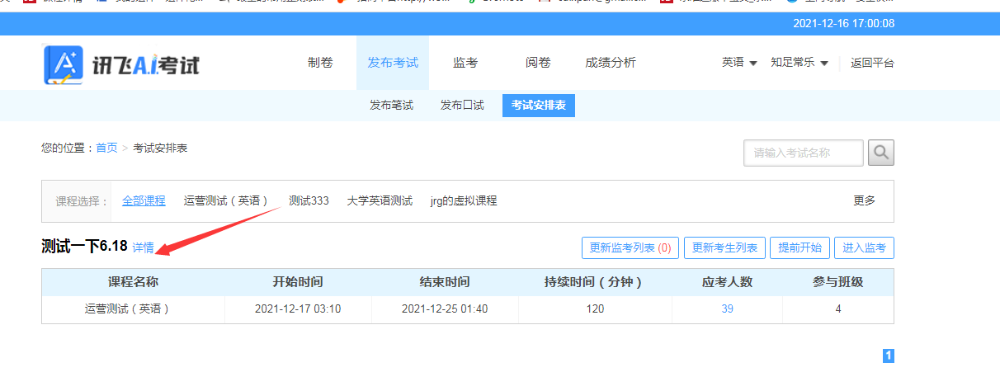 2021-12-16 17:00:08
讯飞A.I.考试
制卷 发布考试 监考 阅卷 成绩分析 英语 知足常乐 返回平台
发布笔试 发布口试 考试安排表
您的位置：首页 > 考试安排表 请输入考试名称
课程选择： 全部课程 运营测试（英语） 测试333 大学英语测试 jrg的虚拟课程 更多
测试一下6.18 详情 更新监考列表 (0) 更新考生列表 提前开始 进入监考
课程名称 开始时间 结束时间 持续时间（分钟） 应考人数 参与班级
运营测试（英语） 2021-12-17 03:10 2021-12-25 01:40 120 39 4
1